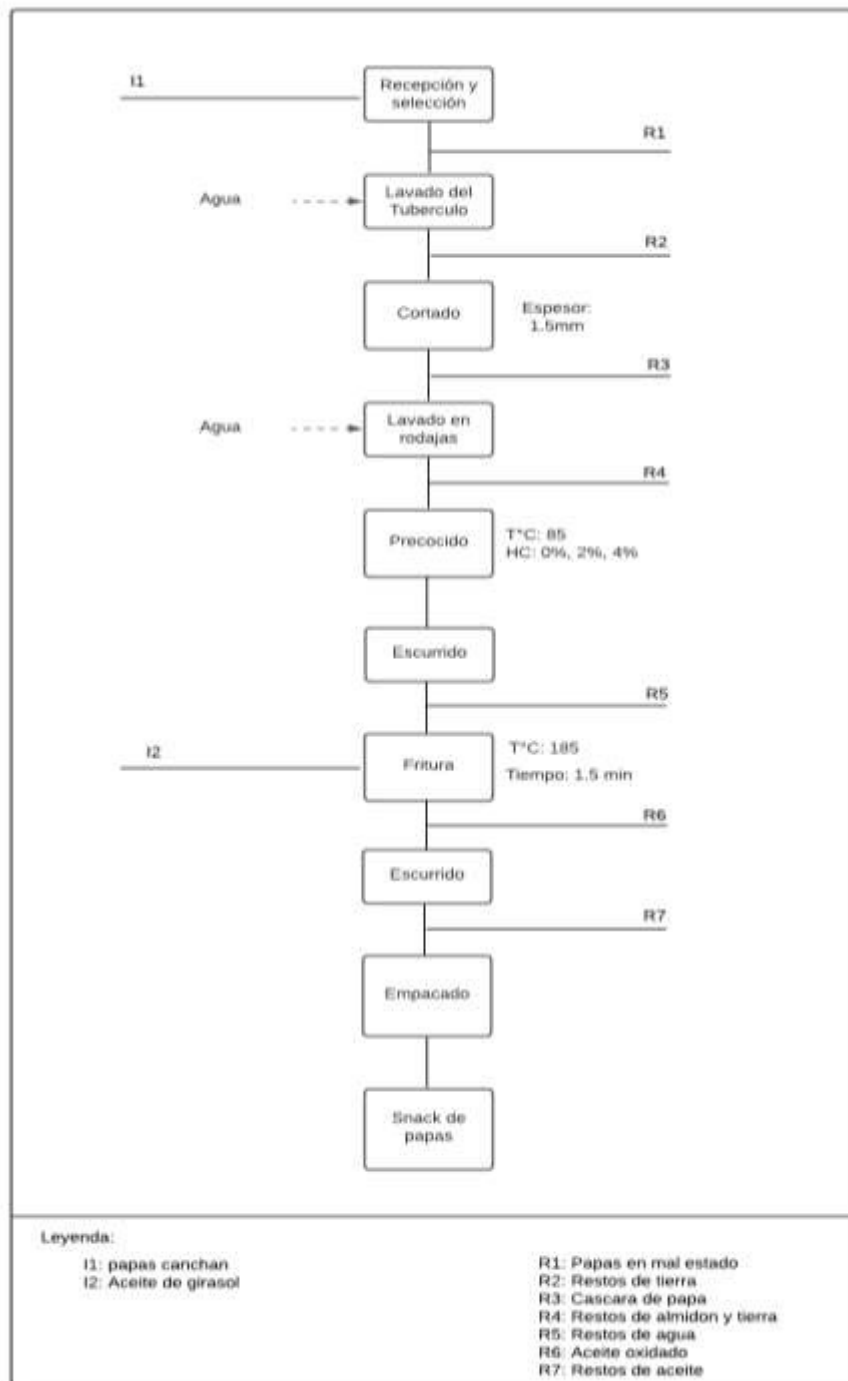 I1
Recepción y
selección
R1
Agua
Lavado del
Tuberculo
R2
Cortado
Espesor:
1.5mm
R3
Agua
Lavado en
rodajas
R4
Precocido
T°C: 85
HC: 0%, 2%, 4%
Escurrido
R5
I2
Fritura
T°C: 185
Tiempo: 1.5 min
R6
Escurrido
R7
Empacado
Snack de
papas
Leyenda:
I1: papas canchan
I2: Aceite de girasol
R1: Papas en mal estado
R2: Restos de tierra
R3: Cascara de papa
R4: Restos de almidon y tierra
R5: Restos de agua
R6: Aceite oxidado
R7: Restos de aceite